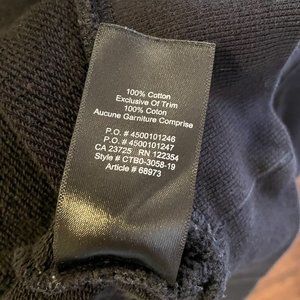 100% Cotton
Exclusive Of Trim
100% Coton
Aucune Garniture Comprise
P.O. # 4500101246
P.O. # 4500101247
CA 23725 RN 122354
Style # CTB0-3058-19
Article # 68973